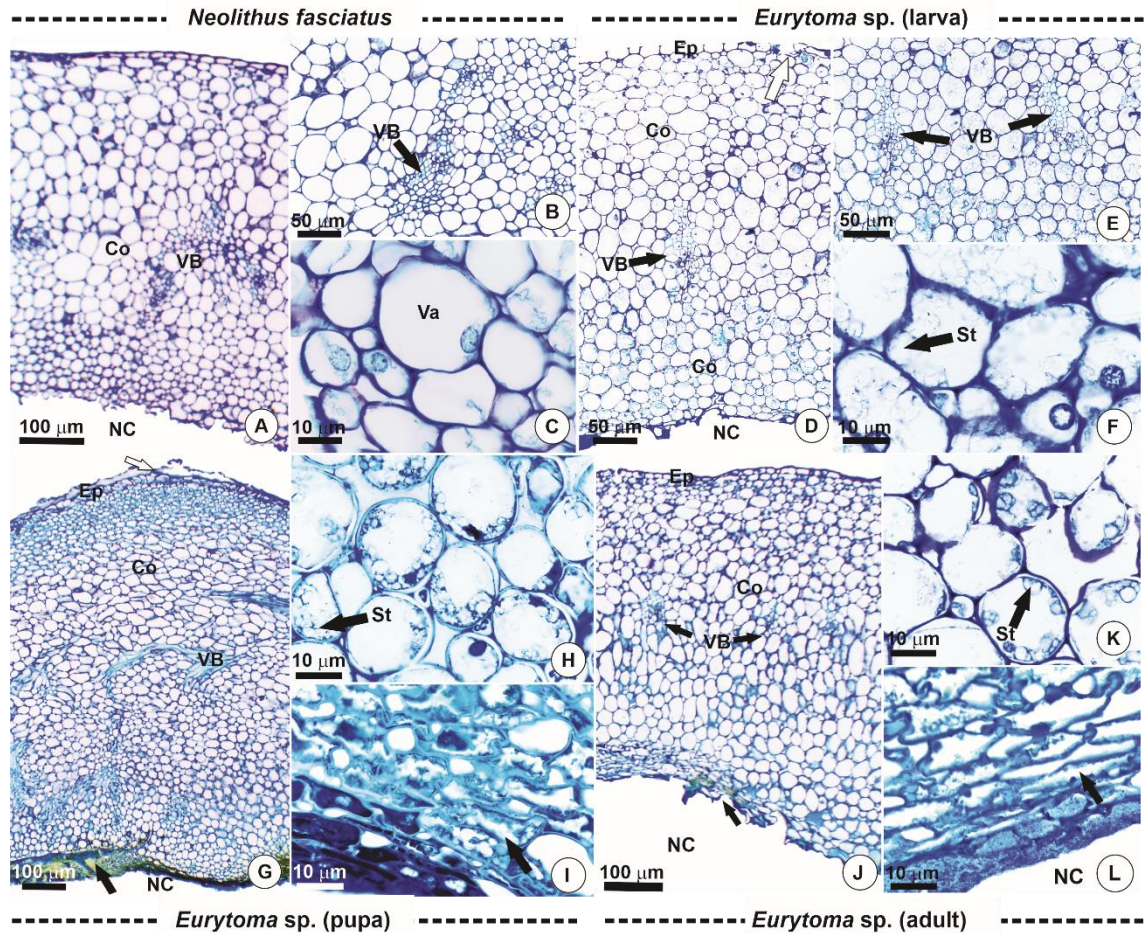 Neolithus fasciatus
Eurytoma sp. (larva)
VB
50 μm
B
Co
VB
100 μm
NC
A
Va
10 μm
C
Ep
Co
VB
Co
50 μm
NC
D
VB
50 μm
E
St
10 μm
F
Ep
Co
VB
100 μm
NC
G
St
10 μm
H
10 μm
I
Ep
Co
VB
NC
100 μm
J
St
10 μm
K
10 μm
NC
L
Eurytoma sp. (pupa)
Eurytoma sp. (adult)